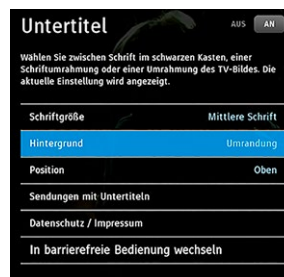 Untertitel AUS AN
Wählen Sie zwischen Schrift im schwarzen Kasten, einer
Schriftumrahmung oder einer Umrahmung des TV-Bildes. Die
aktuelle Einstellung wird angezeigt.
Schriftgröße Mittlere Schrift
Hintergrund Umrandung
Position Oben
Sendungen mit Untertiteln
Datenschutz / Impressum
In barrierefreie Bedienung wechseln